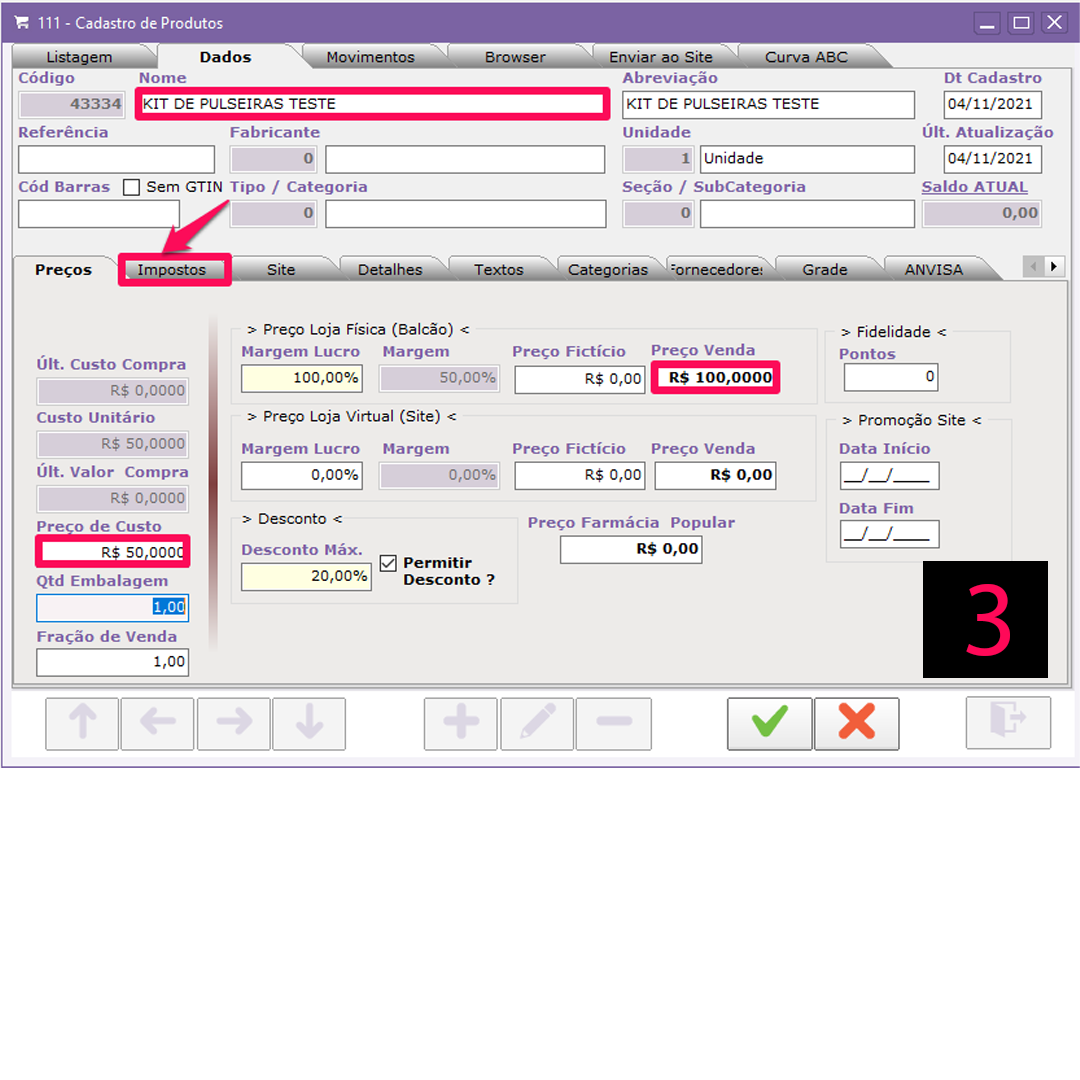 111 - Cadastro de Produtos
Listagem Dados Movimentos Browser Enviar ao Site Curva ABC
Código Nome Abreviação Dt Cadastro
43334 KIT DE PULSEIRAS TESTE KIT DE PULSEIRAS TESTE 04/11/2021
Referência Fabricante Unidade Últ. Atualização
0 1 Unidade 04/11/2021
Cód Barras Sem GTIN Tipo / Categoria Seção / SubCategoria Saldo ATUAL
0 0 0,00
Preços Impostos Site Detalhes Textos Categorias Fornecedores Grade ANVISA
Últ. Custo Compra
R$ 0,0000
Custo Unitário
R$ 50,0000
Últ. Valor Compra
R$ 0,0000
Preço de Custo
R$ 50,0000
Qtd Embalagem
1,00
Fração de Venda
1,00
> Preço Loja Física (Balcão) <
Margem Lucro Margem Preço Fictício Preço Venda
100,00% 50,00% R$ 0,00 R$ 100,0000
> Preço Loja Virtual (Site) <
Margem Lucro Margem Preço Fictício Preço Venda
0,00% 0,00% R$ 0,00 R$ 0,00
> Desconto <
Desconto Máx.
20,00%
Permitir
Desconto ?
Preço Farmácia Popular
R$ 0,00
> Fidelidade <
Pontos
0
> Promoção Site <
Data Início
__/__/____
Data Fim
__/__/____
3